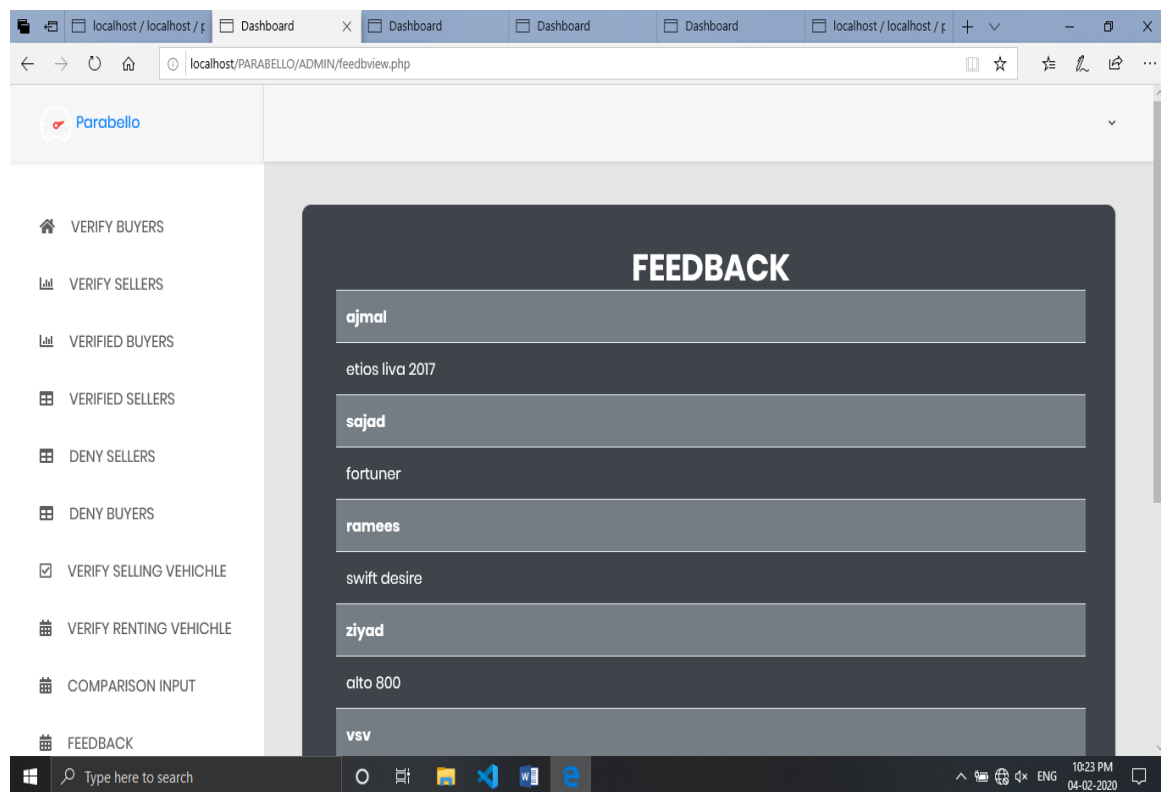 localhost / localhost / p
Dashboard
Dashboard
Dashboard
Dashboard
localhost / localhost / p
localhost/PARABELLO/ADMIN/feedbview.php
Parabello
VERIFY BUYERS
VERIFY SELLERS
VERIFIED BUYERS
VERIFIED SELLERS
DENY SELLERS
DENY BUYERS
VERIFY SELLING VEHICHLE
VERIFY RENTING VEHICHLE
COMPARISON INPUT
FEEDBACK
FEEDBACK
ajmal
etios liva 2017
sajad
fortuner
ramees
swift desire
ziyad
alto 800
vsv
Type here to search
ENG
10:23 PM
04-02-2020